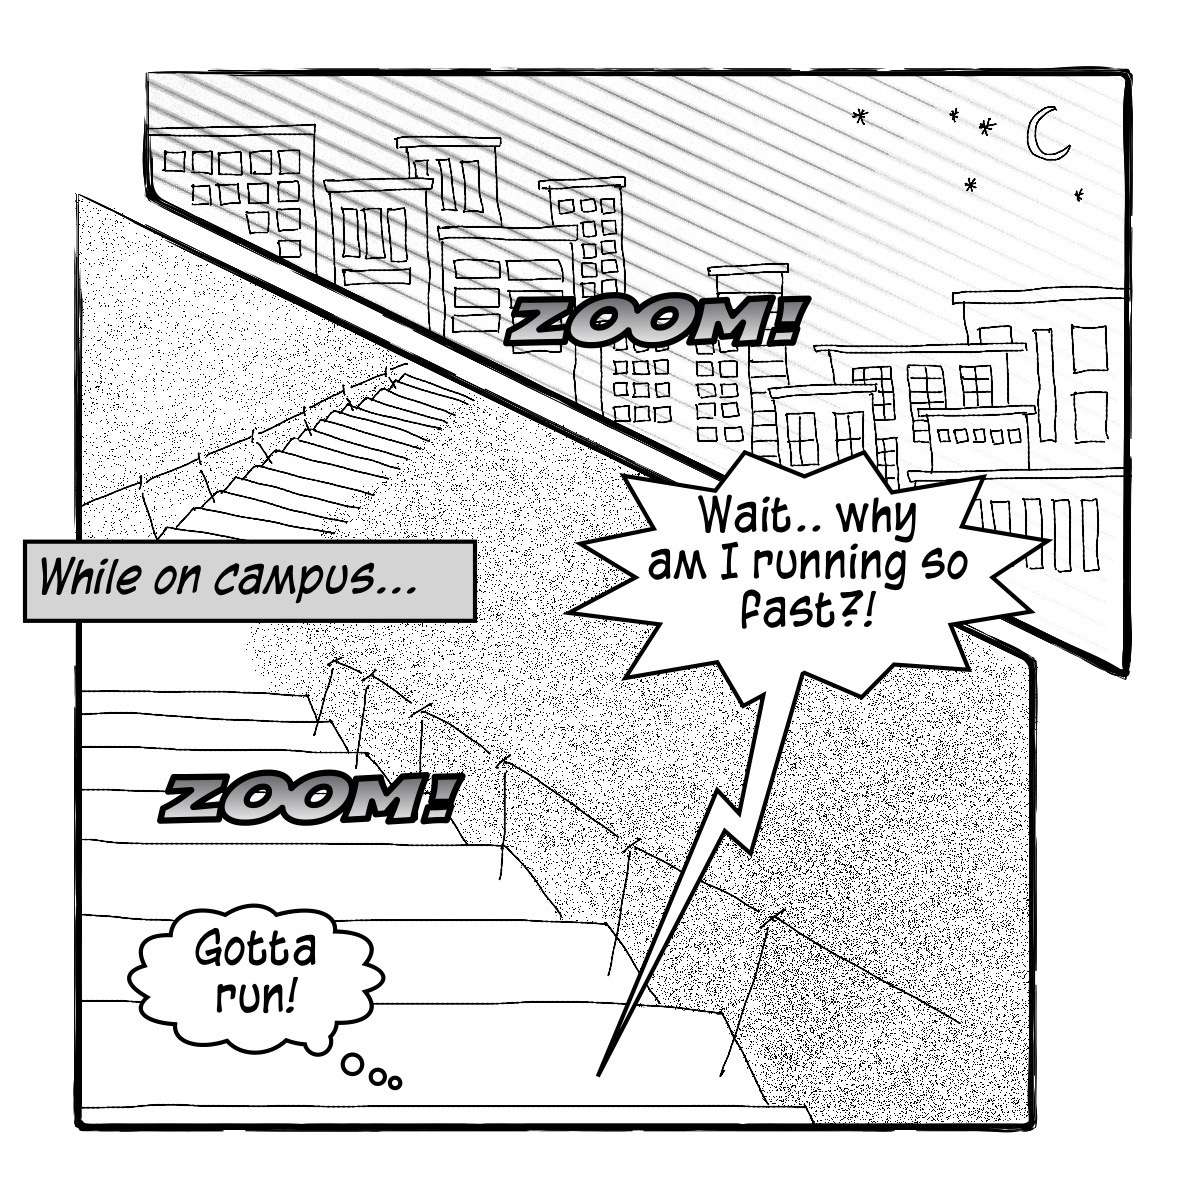 ZOOM!
Wait.. why
am I running so
fast?!
While on campus...
ZOOM!
Gotta
run!